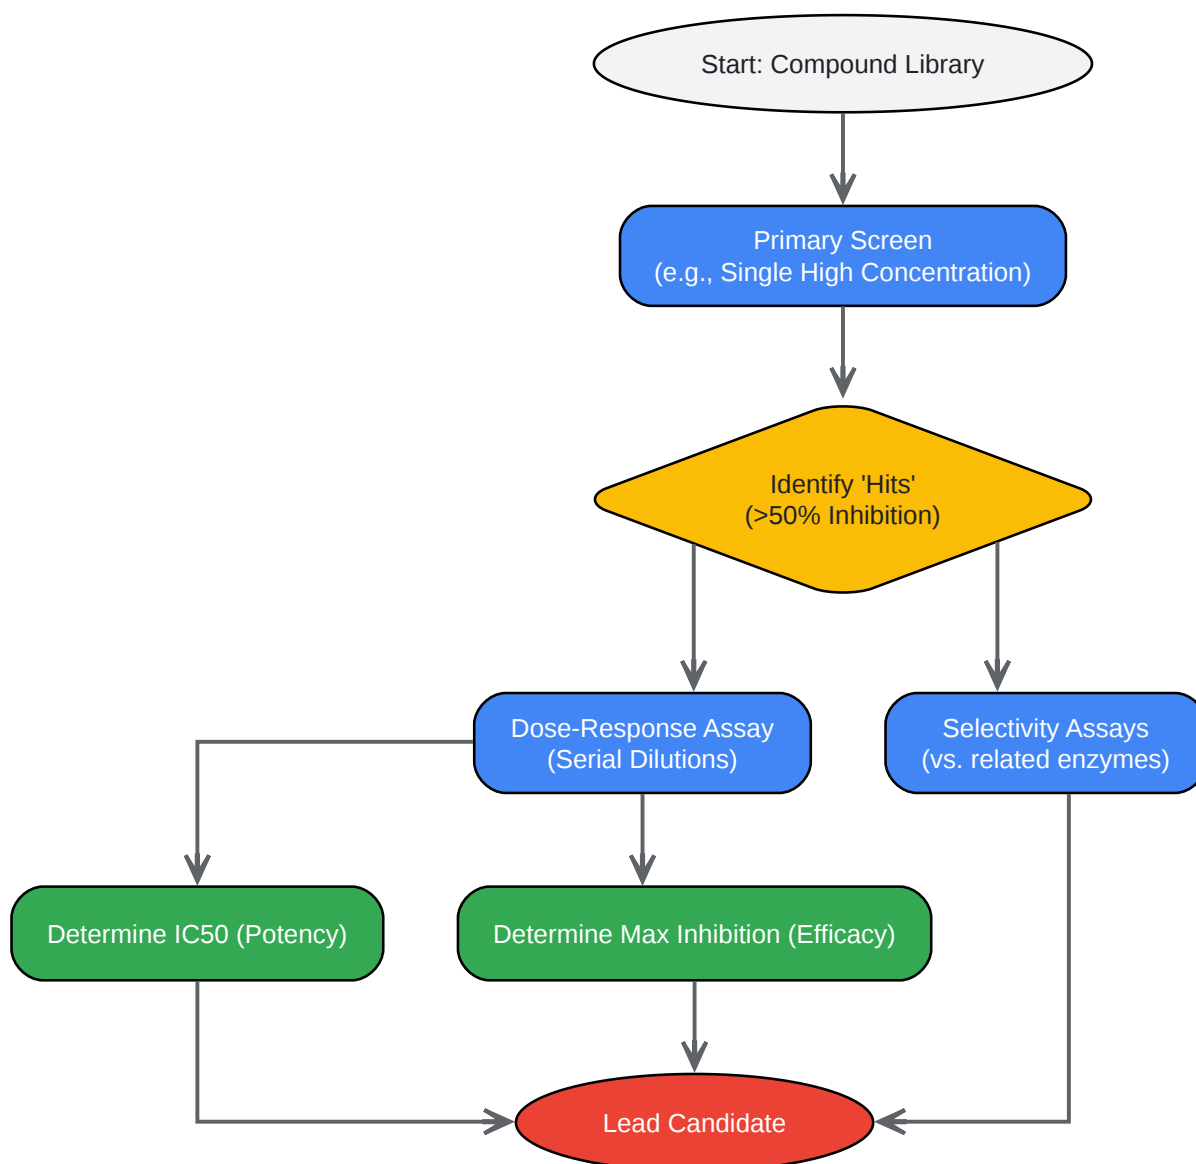 Start: Compound Library
Primary Screen
(e.g., Single High Concentration)
Identify 'Hits'
(>50% Inhibition)
Dose-Response Assay
(Serial Dilutions)
Selectivity Assays
(vs. related enzymes)
Determine IC50 (Potency)
Determine Max Inhibition (Efficacy)
Lead Candidate